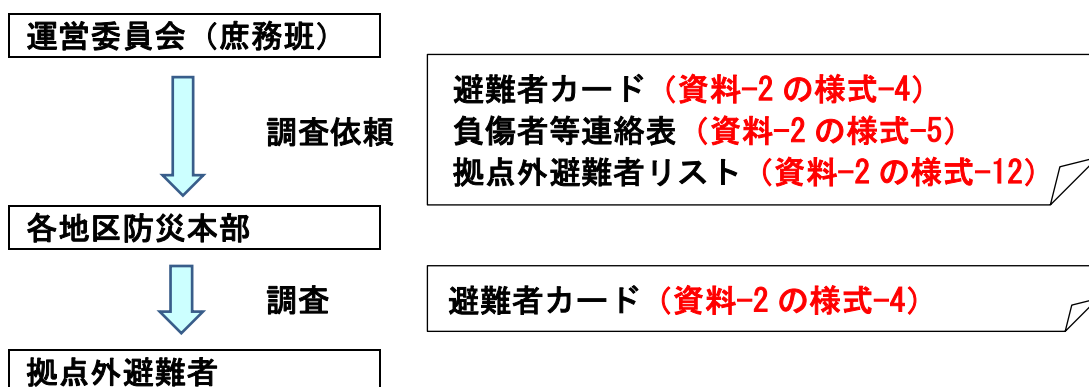 運営委員会（庶務班）
調査依頼
避難者カード（資料-2の様式-4）
負傷者等連絡表（資料-2の様式-5）
拠点外避難者リスト（資料-2の様式-12）
各地区防災本部
調査
避難者カード（資料-2の様式-4）
拠点外避難者